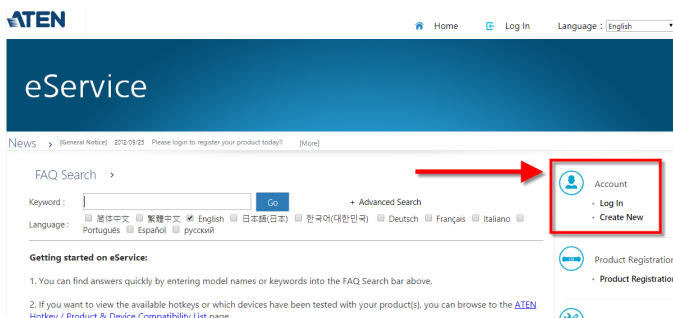 ATEN
Home Log In Language : English
eService
News > [General Notice] 2012/09/25 Please login to register your product today!! [More]
FAQ Search >
Keyword : Go + Advanced Search
Language : 简体中文 繁體中文 English 日本語(日本) 한국어(대한민국) Deutsch Français Italiano
Português Español русский
Getting started on eService:
1. You can find answers quickly by entering model names or keywords into the FAQ Search bar above.
2. If you want to view the available hotkeys or which devices have been tested with your product(s), you can browse to the ATEN
Hotkey / Product & Device Compatibility List page
Account
• Log In
• Create New
Product Registration
• Product Registration